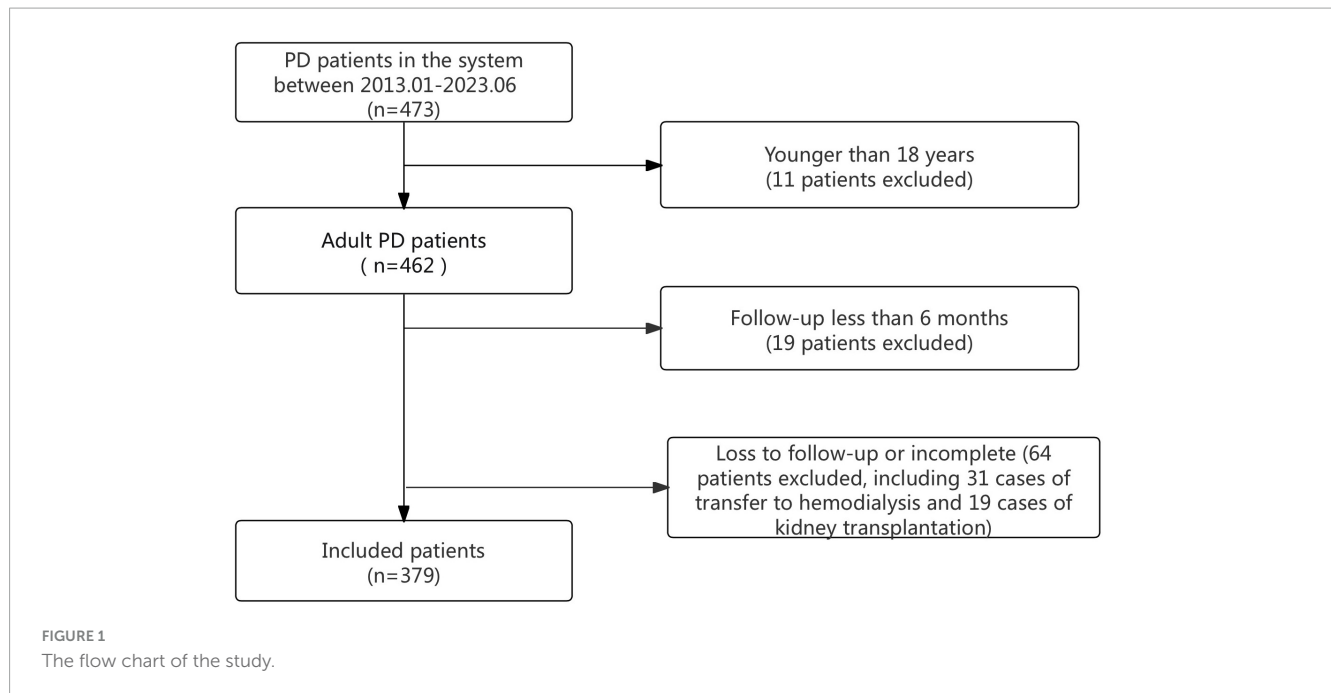 PD patients in the system
between 2013.01-2023.06
(n=473)
Younger than 18 years
(11 patients excluded)
Adult PD patients
( n=462 )
Follow-up less than 6 months
(19 patients excluded)
Loss to follow-up or incomplete (64
patients excluded, including 31 cases of
transfer to hemodialysis and 19 cases of
kidney transplantation)
Included patients
(n=379)
FIGURE 1
The flow chart of the study.